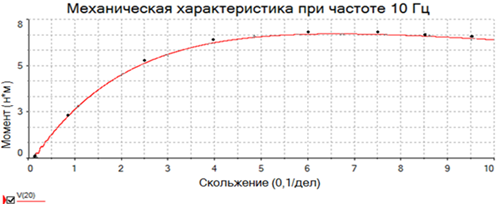 Механическая характеристика при частоте 10 Гц
Момент (н*м)
8
5
3
0
0 1 2 3 4 5 6 7 8 9 10
Скольжение (0,1/дел)
V(20)